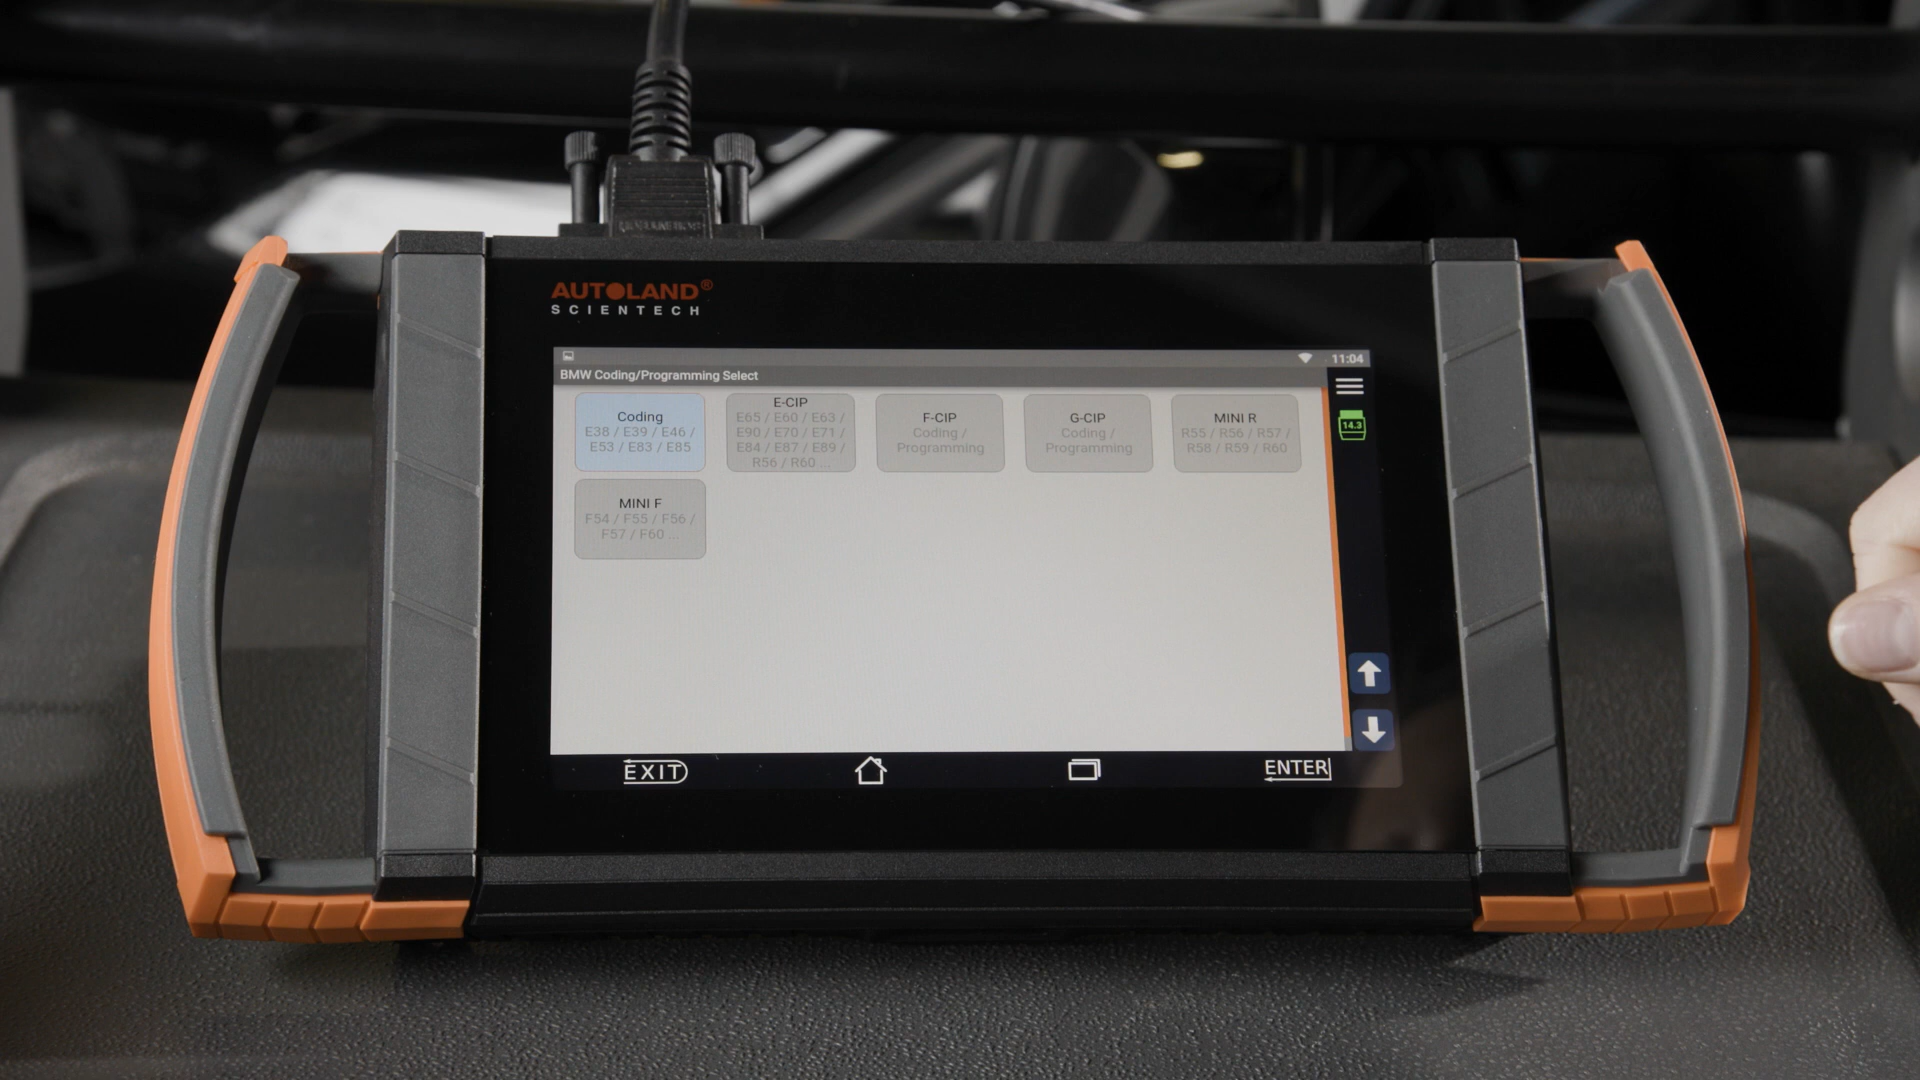 AUTOLAND®
SCIENTECH
11:04
BMW Coding/Programming Select
Coding
E38 / E39 / E46 /
E53 / E83 / E85
E-CIP
E65 / E60 / E63 /
E90 / E70 / E71 /
E84 / E87 / E89 /
R56 / R60 ...
F-CIP
Coding /
Programming
G-CIP
Coding /
Programming
MINI R
R55 / R56 / R57 /
R58 / R59 / R60
14.3
MINI F
F54 / F55 / F56 /
F57 / F60 ...
EXIT
ENTER